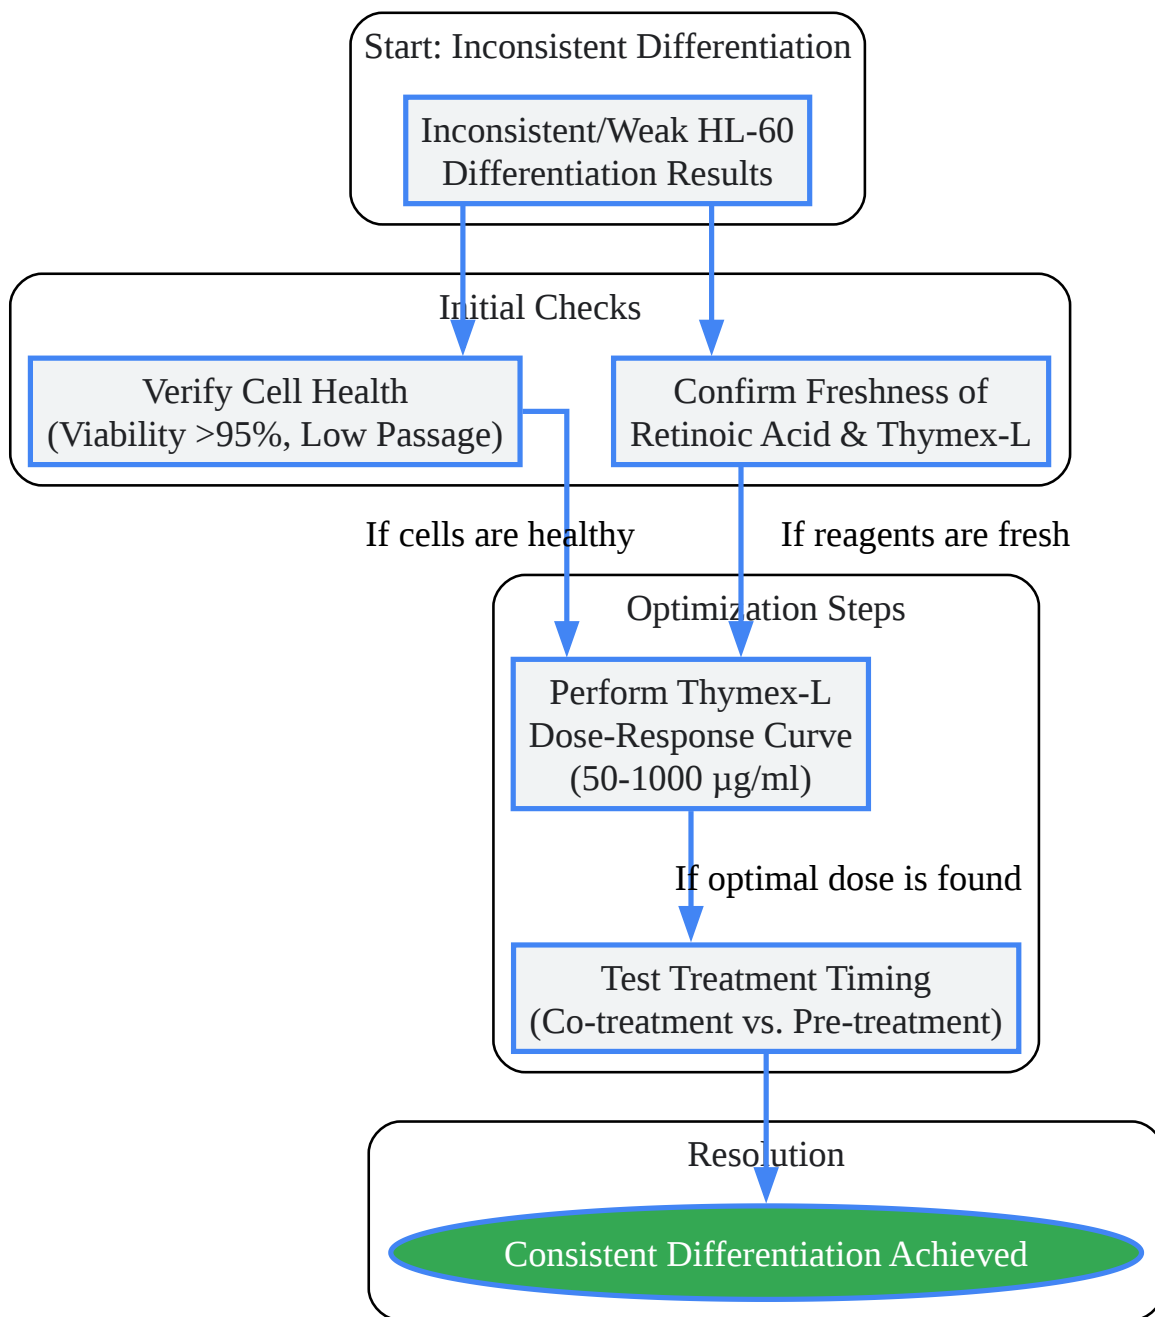 Start: Inconsistent Differentiation
Inconsistent/Weak HL-60
Differentiation Results
Initial Checks
Verify Cell Health
(Viability >95%, Low Passage)
Confirm Freshness of
Retinoic Acid & Thymex-L
If cells are healthy
If reagents are fresh
Optimization Steps
Perform Thymex-L
Dose-Response Curve
(50-1000 µg/ml)
If optimal dose is found
Test Treatment Timing
(Co-treatment vs. Pre-treatment)
Resolution
Consistent Differentiation Achieved